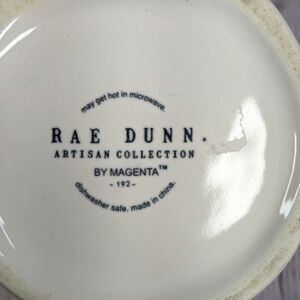 may get hot in microwave.
RAE DUNN.
ARTISAN COLLECTION
BY MAGENTA™
- 192 -
dishwasher safe. made in china.